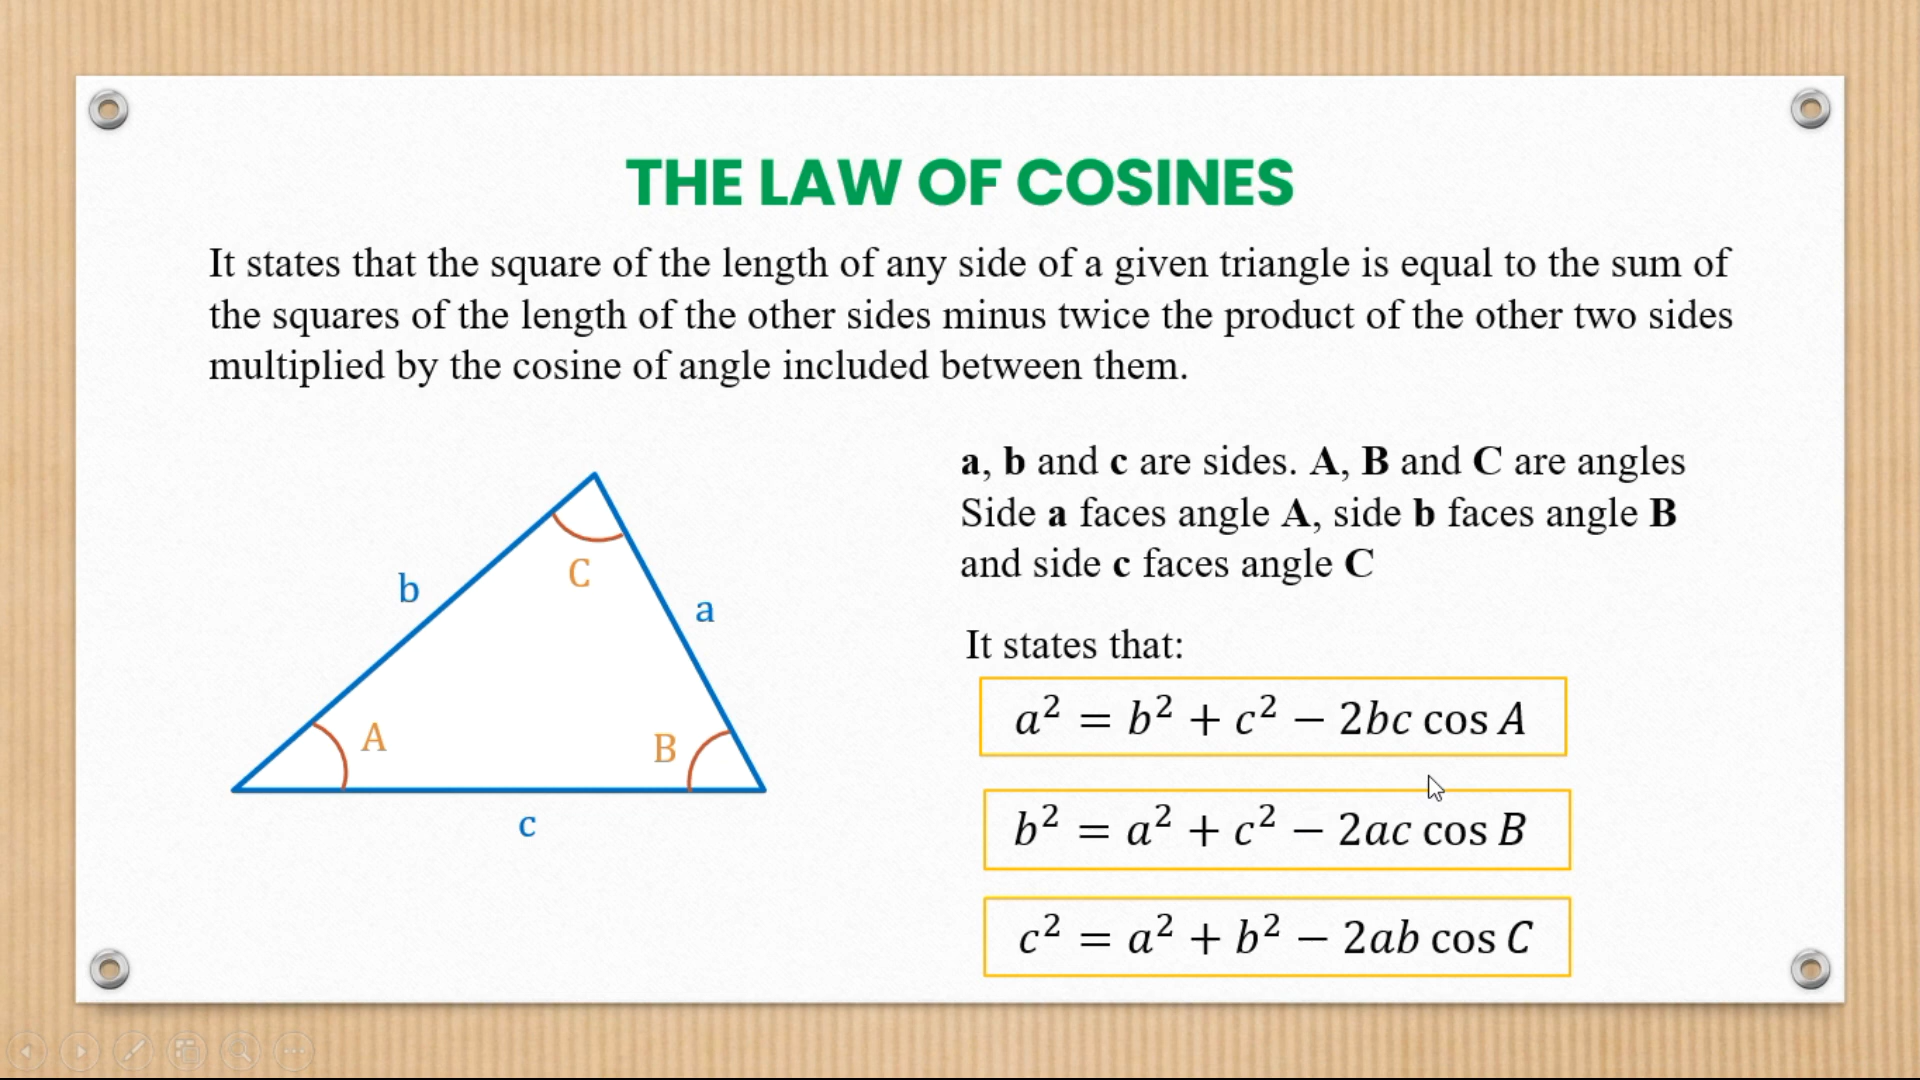 THE LAW OF COSINES
It states that the square of the length of any side of a given triangle is equal to the sum of
the squares of the length of the other sides minus twice the product of the other two sides
multiplied by the cosine of angle included between them.
a, b and c are sides. A, B and C are angles
Side a faces angle A, side b faces angle B
and side c faces angle C
C
b
a
A
B
c
It states that:
a² = b² + c² − 2bc cos A
b² = a² + c² − 2ac cos B
c² = a² + b² − 2ab cos C